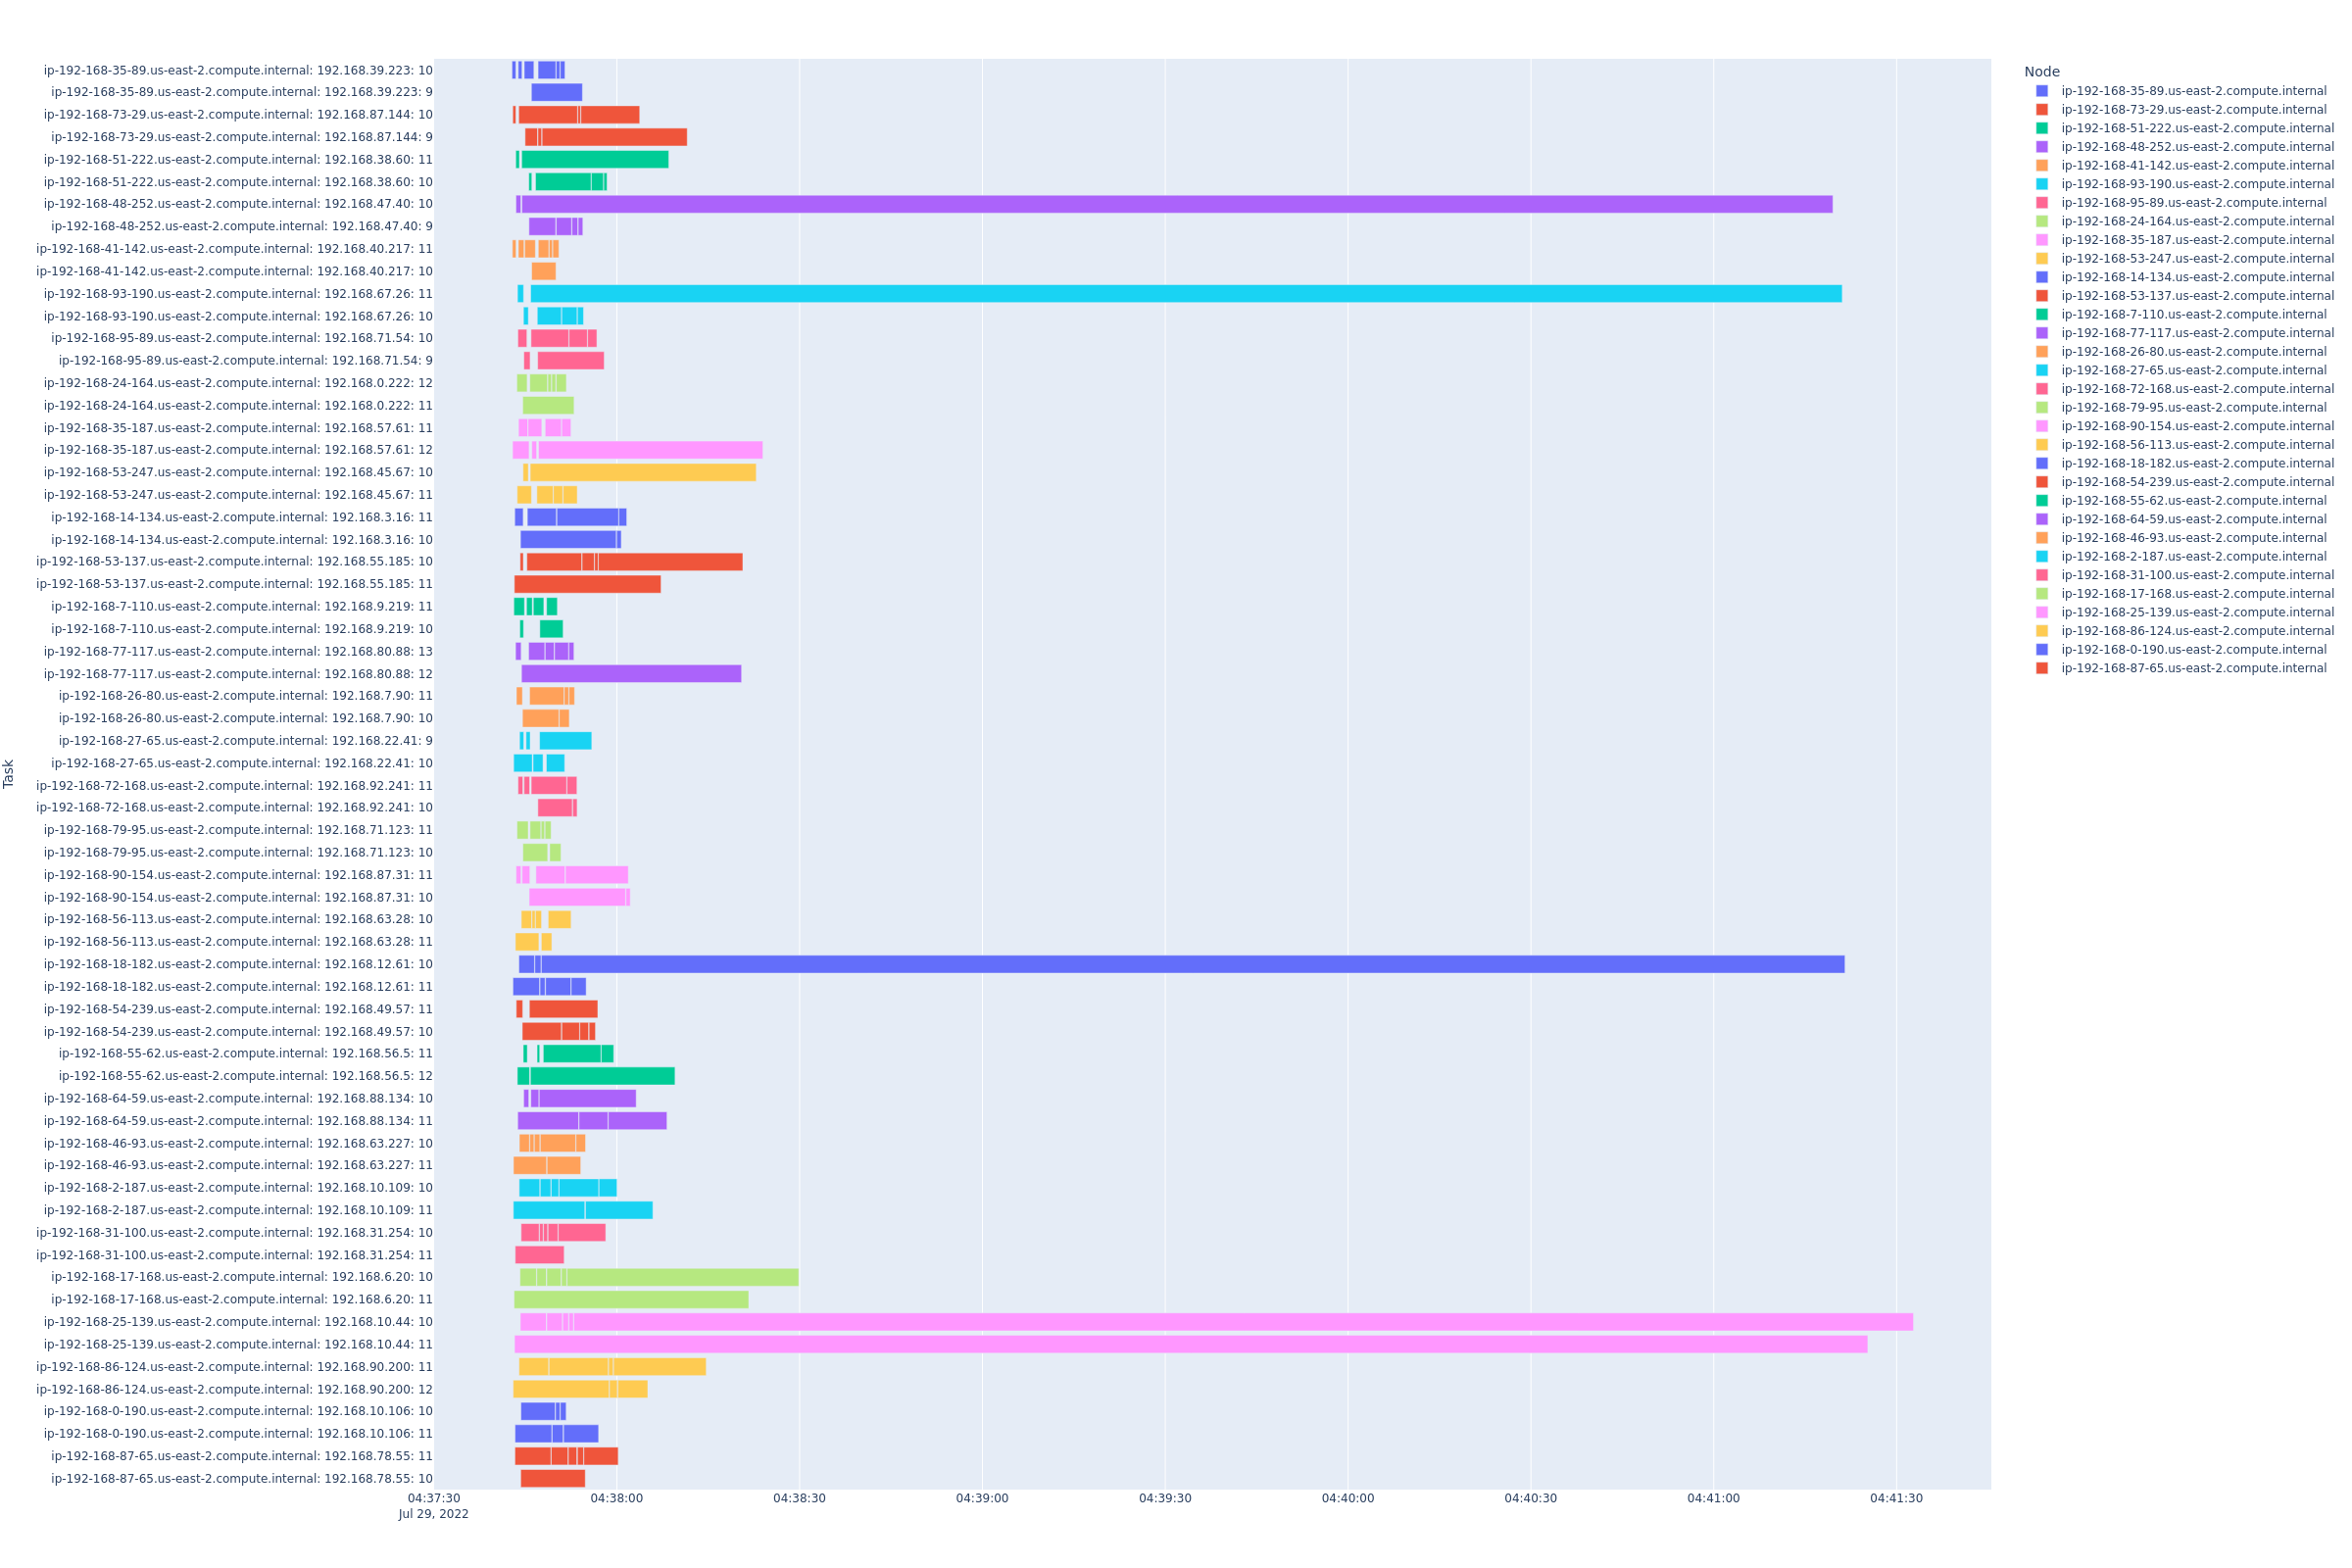 ip-192-168-35-89.us-east-2.compute.internal: 192.168.39.223: 10
ip-192-168-35-89.us-east-2.compute.internal: 192.168.39.223: 9
ip-192-168-73-29.us-east-2.compute.internal: 192.168.87.144: 10
ip-192-168-73-29.us-east-2.compute.internal: 192.168.87.144: 9
ip-192-168-51-222.us-east-2.compute.internal: 192.168.38.60: 11
ip-192-168-51-222.us-east-2.compute.internal: 192.168.38.60: 10
ip-192-168-48-252.us-east-2.compute.internal: 192.168.47.40: 10
ip-192-168-48-252.us-east-2.compute.internal: 192.168.47.40: 9
ip-192-168-41-142.us-east-2.compute.internal: 192.168.40.217: 11
ip-192-168-41-142.us-east-2.compute.internal: 192.168.40.217: 10
ip-192-168-93-190.us-east-2.compute.internal: 192.168.67.26: 11
ip-192-168-93-190.us-east-2.compute.internal: 192.168.67.26: 10
ip-192-168-95-89.us-east-2.compute.internal: 192.168.71.54: 10
ip-192-168-95-89.us-east-2.compute.internal: 192.168.71.54: 9
ip-192-168-24-164.us-east-2.compute.internal: 192.168.0.222: 12
ip-192-168-24-164.us-east-2.compute.internal: 192.168.0.222: 11
ip-192-168-35-187.us-east-2.compute.internal: 192.168.57.61: 11
ip-192-168-35-187.us-east-2.compute.internal: 192.168.57.61: 12
ip-192-168-53-247.us-east-2.compute.internal: 192.168.45.67: 10
ip-192-168-53-247.us-east-2.compute.internal: 192.168.45.67: 11
ip-192-168-14-134.us-east-2.compute.internal: 192.168.3.16: 11
ip-192-168-14-134.us-east-2.compute.internal: 192.168.3.16: 10
ip-192-168-53-137.us-east-2.compute.internal: 192.168.55.185: 10
ip-192-168-53-137.us-east-2.compute.internal: 192.168.55.185: 11
ip-192-168-7-110.us-east-2.compute.internal: 192.168.9.219: 11
ip-192-168-7-110.us-east-2.compute.internal: 192.168.9.219: 10
ip-192-168-77-117.us-east-2.compute.internal: 192.168.80.88: 13
ip-192-168-77-117.us-east-2.compute.internal: 192.168.80.88: 12
ip-192-168-26-80.us-east-2.compute.internal: 192.168.7.90: 11
ip-192-168-26-80.us-east-2.compute.internal: 192.168.7.90: 10
ip-192-168-27-65.us-east-2.compute.internal: 192.168.22.41: 9
ip-192-168-27-65.us-east-2.compute.internal: 192.168.22.41: 10
ip-192-168-72-168.us-east-2.compute.internal: 192.168.92.241: 11
ip-192-168-72-168.us-east-2.compute.internal: 192.168.92.241: 10
ip-192-168-79-95.us-east-2.compute.internal: 192.168.71.123: 11
ip-192-168-79-95.us-east-2.compute.internal: 192.168.71.123: 10
ip-192-168-90-154.us-east-2.compute.internal: 192.168.87.31: 11
ip-192-168-90-154.us-east-2.compute.internal: 192.168.87.31: 10
ip-192-168-56-113.us-east-2.compute.internal: 192.168.63.28: 10
ip-192-168-56-113.us-east-2.compute.internal: 192.168.63.28: 11
ip-192-168-18-182.us-east-2.compute.internal: 192.168.12.61: 10
ip-192-168-18-182.us-east-2.compute.internal: 192.168.12.61: 11
ip-192-168-54-239.us-east-2.compute.internal: 192.168.49.57: 11
ip-192-168-54-239.us-east-2.compute.internal: 192.168.49.57: 10
ip-192-168-55-62.us-east-2.compute.internal: 192.168.56.5: 11
ip-192-168-55-62.us-east-2.compute.internal: 192.168.56.5: 12
ip-192-168-64-59.us-east-2.compute.internal: 192.168.88.134: 10
ip-192-168-64-59.us-east-2.compute.internal: 192.168.88.134: 11
ip-192-168-46-93.us-east-2.compute.internal: 192.168.63.227: 10
ip-192-168-46-93.us-east-2.compute.internal: 192.168.63.227: 11
ip-192-168-2-187.us-east-2.compute.internal: 192.168.10.109: 10
ip-192-168-2-187.us-east-2.compute.internal: 192.168.10.109: 11
ip-192-168-31-100.us-east-2.compute.internal: 192.168.31.254: 10
ip-192-168-31-100.us-east-2.compute.internal: 192.168.31.254: 11
ip-192-168-17-168.us-east-2.compute.internal: 192.168.6.20: 10
ip-192-168-17-168.us-east-2.compute.internal: 192.168.6.20: 11
ip-192-168-25-139.us-east-2.compute.internal: 192.168.10.44: 10
ip-192-168-25-139.us-east-2.compute.internal: 192.168.10.44: 11
ip-192-168-86-124.us-east-2.compute.internal: 192.168.90.200: 11
ip-192-168-86-124.us-east-2.compute.internal: 192.168.90.200: 12
ip-192-168-0-190.us-east-2.compute.internal: 192.168.10.106: 10
ip-192-168-0-190.us-east-2.compute.internal: 192.168.10.106: 11
ip-192-168-87-65.us-east-2.compute.internal: 192.168.78.55: 11
ip-192-168-87-65.us-east-2.compute.internal: 192.168.78.55: 10
Task
04:37:30 04:38:00 04:38:30 04:39:00 04:39:30 04:40:00 04:40:30 04:41:00 04:41:30
Jul 29, 2022
Node
ip-192-168-35-89.us-east-2.compute.internal
ip-192-168-73-29.us-east-2.compute.internal
ip-192-168-51-222.us-east-2.compute.internal
ip-192-168-48-252.us-east-2.compute.internal
ip-192-168-41-142.us-east-2.compute.internal
ip-192-168-93-190.us-east-2.compute.internal
ip-192-168-95-89.us-east-2.compute.internal
ip-192-168-24-164.us-east-2.compute.internal
ip-192-168-35-187.us-east-2.compute.internal
ip-192-168-53-247.us-east-2.compute.internal
ip-192-168-14-134.us-east-2.compute.internal
ip-192-168-53-137.us-east-2.compute.internal
ip-192-168-7-110.us-east-2.compute.internal
ip-192-168-77-117.us-east-2.compute.internal
ip-192-168-26-80.us-east-2.compute.internal
ip-192-168-27-65.us-east-2.compute.internal
ip-192-168-72-168.us-east-2.compute.internal
ip-192-168-79-95.us-east-2.compute.internal
ip-192-168-90-154.us-east-2.compute.internal
ip-192-168-56-113.us-east-2.compute.internal
ip-192-168-18-182.us-east-2.compute.internal
ip-192-168-54-239.us-east-2.compute.internal
ip-192-168-55-62.us-east-2.compute.internal
ip-192-168-64-59.us-east-2.compute.internal
ip-192-168-46-93.us-east-2.compute.internal
ip-192-168-2-187.us-east-2.compute.internal
ip-192-168-31-100.us-east-2.compute.internal
ip-192-168-17-168.us-east-2.compute.internal
ip-192-168-25-139.us-east-2.compute.internal
ip-192-168-86-124.us-east-2.compute.internal
ip-192-168-0-190.us-east-2.compute.internal
ip-192-168-87-65.us-east-2.compute.internal